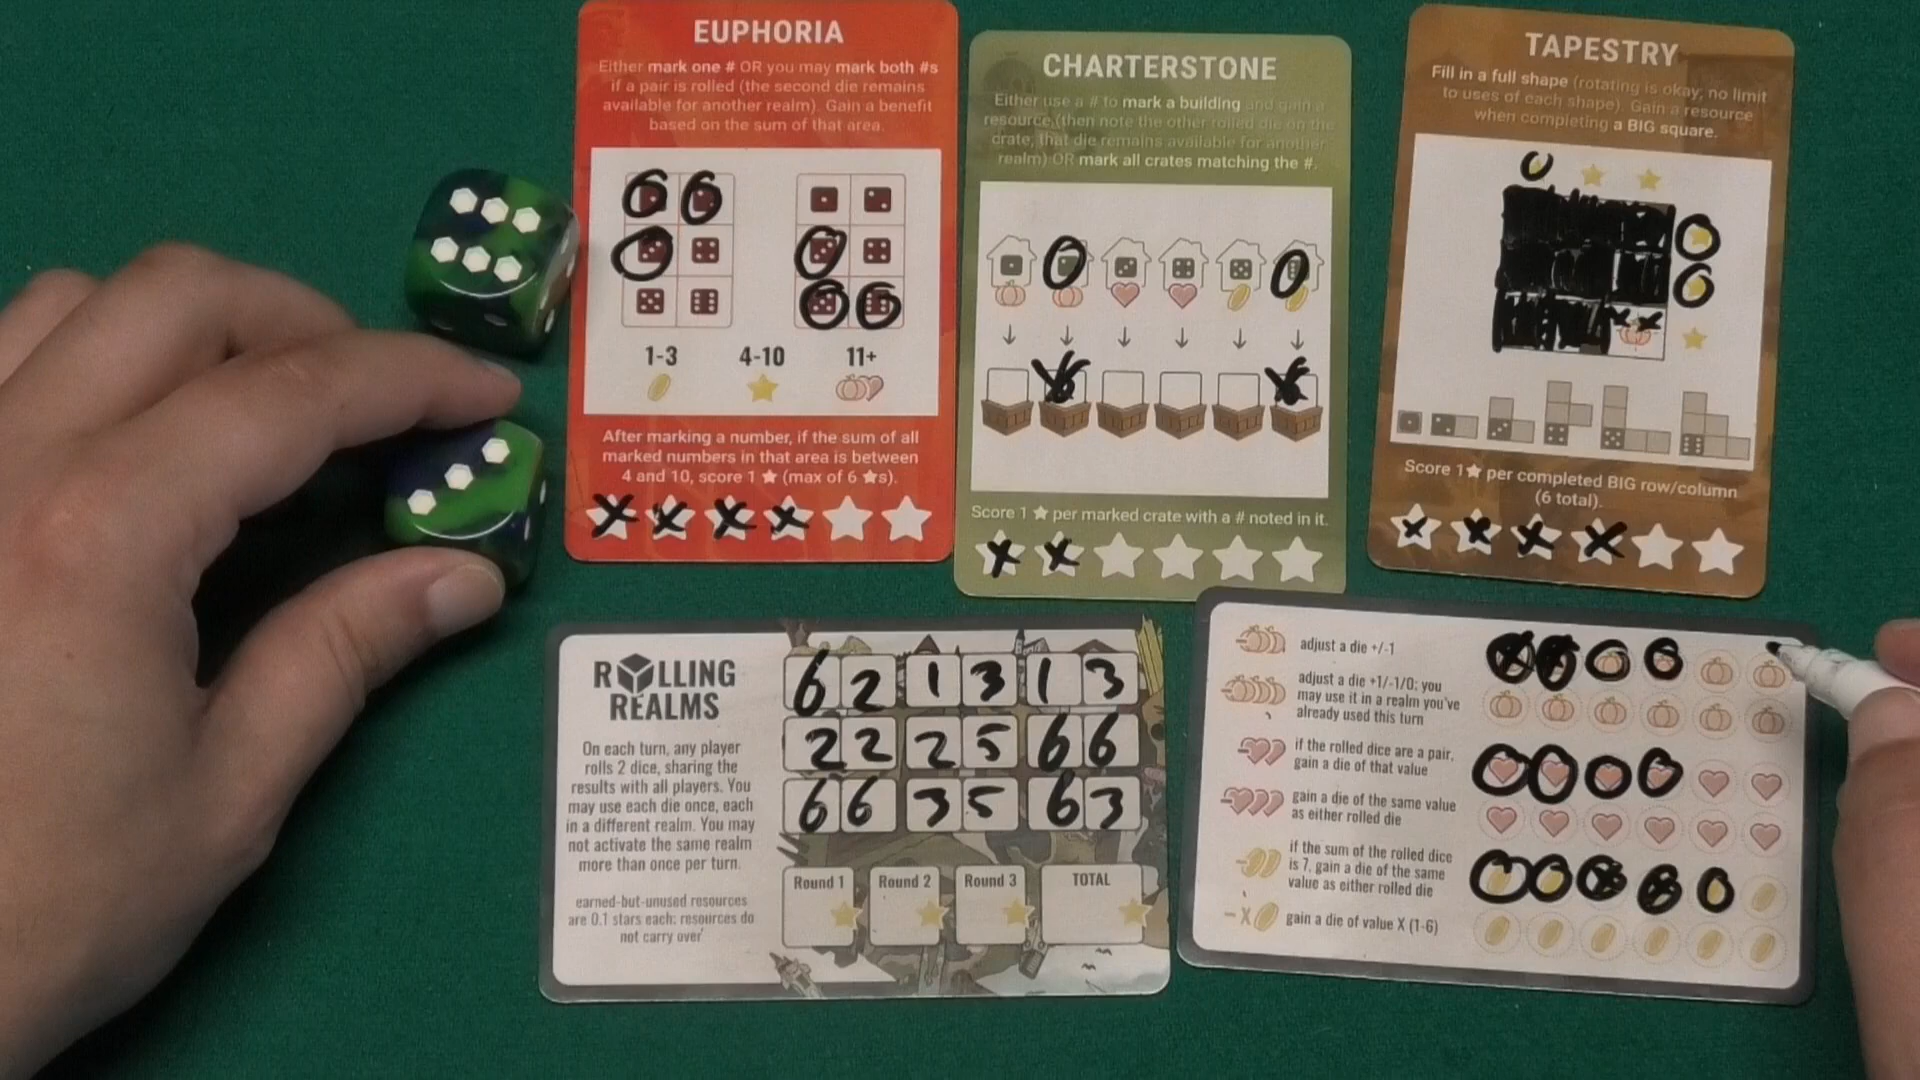 EUPHORIA
Either mark one # OR you may mark both #s
if a pair is rolled (the second die remains
available for another realm). Gain a benefit
based on the sum of that area.
1-3 4-10 11+
After marking a number, if the sum of all
marked numbers in that area is between
4 and 10, score 1 ★ (max of 6 ★s).
CHARTERSTONE
Either use a # to mark a building and gain a
resource (then note the other rolled die on the
crate, that die remains available for another
realm) OR mark all crates matching the #.
6 6
Score 1 ★ per marked crate with a # noted in it.
TAPESTRY
Fill in a full shape (rotating is okay; no limit
to uses of each shape). Gain a resource
when completing a BIG square.
Score 1 ★ per completed BIG row/column
(6 total).
ROLLING
REALMS
On each turn, any player
rolls 2 dice, sharing the
results with all players. You
may use each die once, each
in a different realm. You may
not activate the same realm
more than once per turn.
earned-but-unused resources
are 0.1 stars each; resources do
not carry over
6 2 1 3 1 3
2 2 2 5 6 6
6 6 3 5 6 3
Round 1 Round 2 Round 3 TOTAL
adjust a die +/-1
adjust a die +1/-1/0; you
may use it in a realm you've
already used this turn
if the rolled dice are a pair,
gain a die of that value
gain a die of the same value
as either rolled die
if the sum of the rolled dice
is 7, gain a die of the same
value as either rolled die
-X gain a die of value X (1-6)